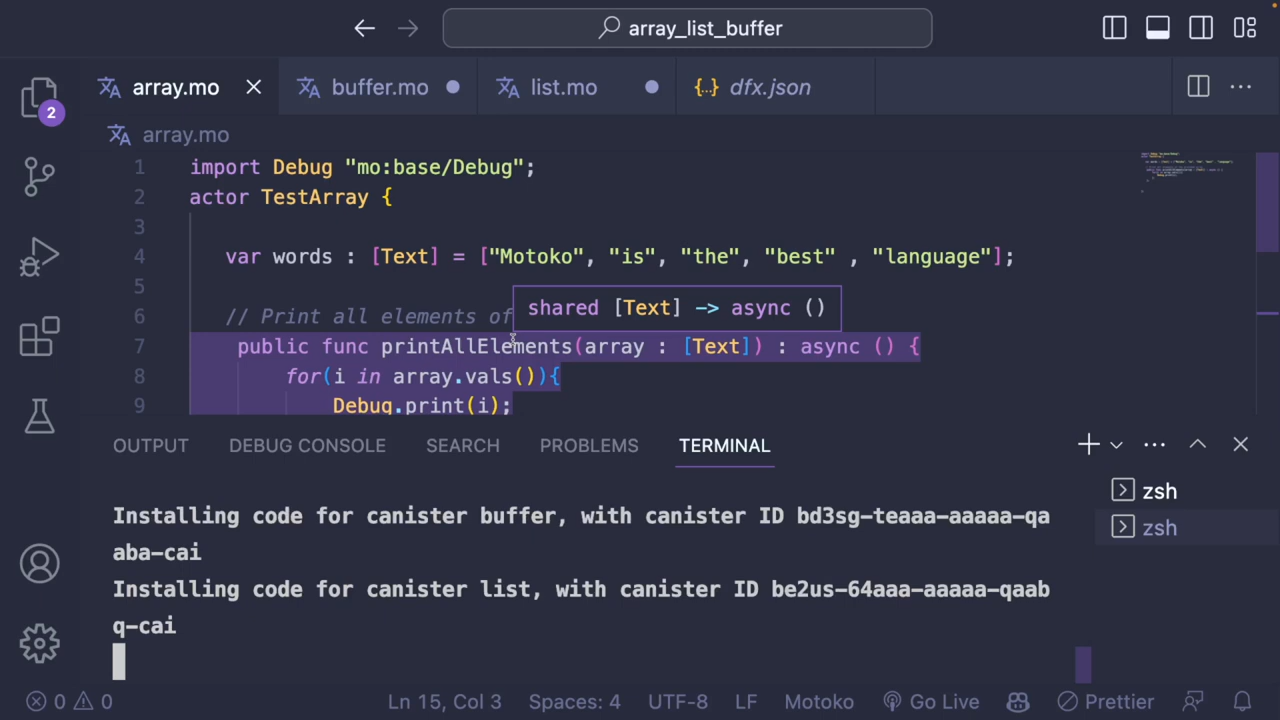 array_list_buffer
array.mo
buffer.mo
list.mo
{..} dfx.json
2
array.mo
1 import Debug "mo:base/Debug";
2 actor TestArray {
3
4 var words : [Text] = ["Motoko", "is", "the", "best" , "language"];
5
6 // Print all elements of
shared [Text] -> async ()
7 public func printAllElements(array : [Text]) : async () {
8 for(i in array.vals()){
9 Debug.print(i);
OUTPUT DEBUG CONSOLE SEARCH PROBLEMS TERMINAL
Installing code for canister buffer, with canister ID bd3sg-teaaa-aaaaa-qa
aba-cai
Installing code for canister list, with canister ID be2us-64aaa-aaaaa-qaab
q-cai
zsh
zsh
0 0 Ln 15, Col 3 Spaces: 4 UTF-8 LF Motoko Go Live Prettier